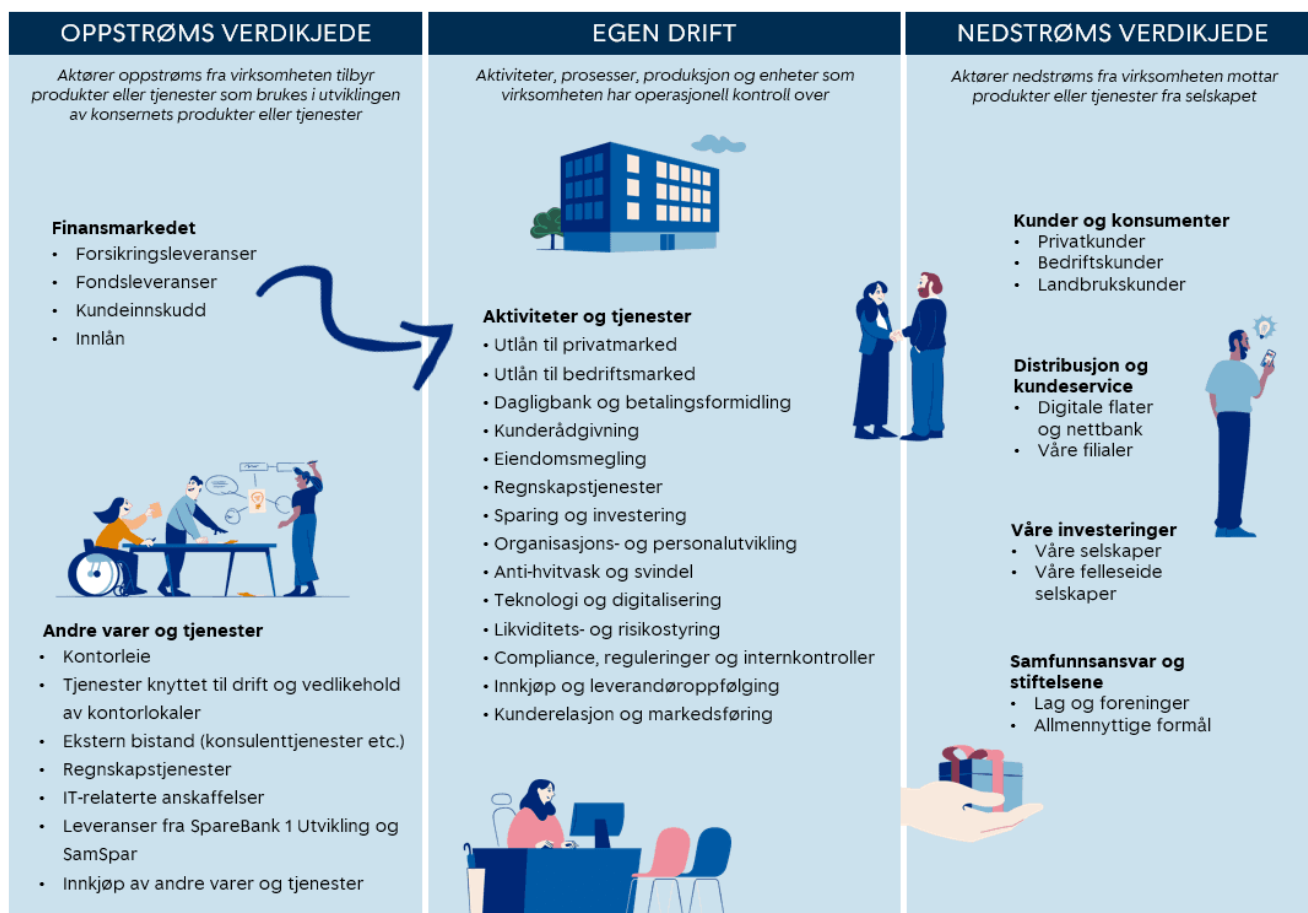 OPPSTRØMS VERDIKJEDE
Aktører oppstrøms fra virksomheten tilbyr
produkter eller tjenester som brukes i utviklingen
av konsernets produkter eller tjenester
Finansmarkedet
• Forsikringsleveranser
• Fondsleveranser
• Kundeinnskudd
• Innlån
Andre varer og tjenester
• Kontorleie
• Tjenester knyttet til drift og vedlikehold
av kontorlokaler
• Ekstern bistand (konsulenttjenester etc.)
• Regnskapstjenester
• IT-relaterte anskaffelser
• Leveranser fra SpareBank 1 Utvikling og
SamSpar
• Innkjøp av andre varer og tjenester
EGEN DRIFT
Aktiviteter, prosesser, produksjon og enheter som
virksomheten har operasjonell kontroll over
Aktiviteter og tjenester
• Utlån til privatmarked
• Utlån til bedriftsmarked
• Dagligbank og betalingsformidling
• Kunderådgivning
• Eiendomsmegling
• Regnskapstjenester
• Sparing og investering
• Organisasjons- og personalutvikling
• Anti-hvitvask og svindel
• Teknologi og digitalisering
• Likviditets- og risikostyring
• Compliance, reguleringer og internkontroller
• Innkjøp og leverandøroppfølging
• Kunderelasjon og markedsføring
NEDSTRØMS VERDIKJEDE
Aktører nedstrøms fra virksomheten mottar
produkter eller tjenester fra selskapet
Kunder og konsumenter
• Privatkunder
• Bedriftskunder
• Landbrukskunder
Distribusjon og
kundeservice
• Digitale flater
og nettbank
• Våre filialer
Våre investeringer
• Våre selskaper
• Våre felleseide
selskaper
Samfunnsansvar og
stiftelsene
• Lag og foreninger
• Allmennyttige formål